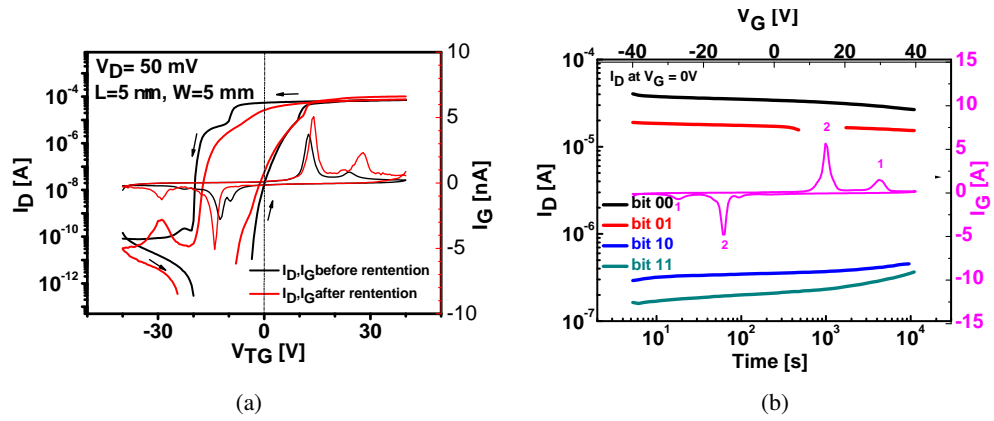 V_D= 50 mV
L=5 mm, W=5 mm
I_D [A]
10^-4
10^-6
10^-8
10^-10
10^-12
10
5
0
-5
-10
I_G [nA]
I_D,I_G before rentention
I_D,I_G after rentention
-30
0
30
V_TG [V]
(a)
V_G [V]
-40
-20
0
20
40
I_D at V_G = 0V
I_D [A]
10^-4
10^-5
10^-6
10^-7
15
10
5
0
-5
-10
-15
I_G [nA]
2
1
1
2
bit 00
bit 01
bit 10
bit 11
10^1
10^2
10^3
10^4
Time [s]
(b)